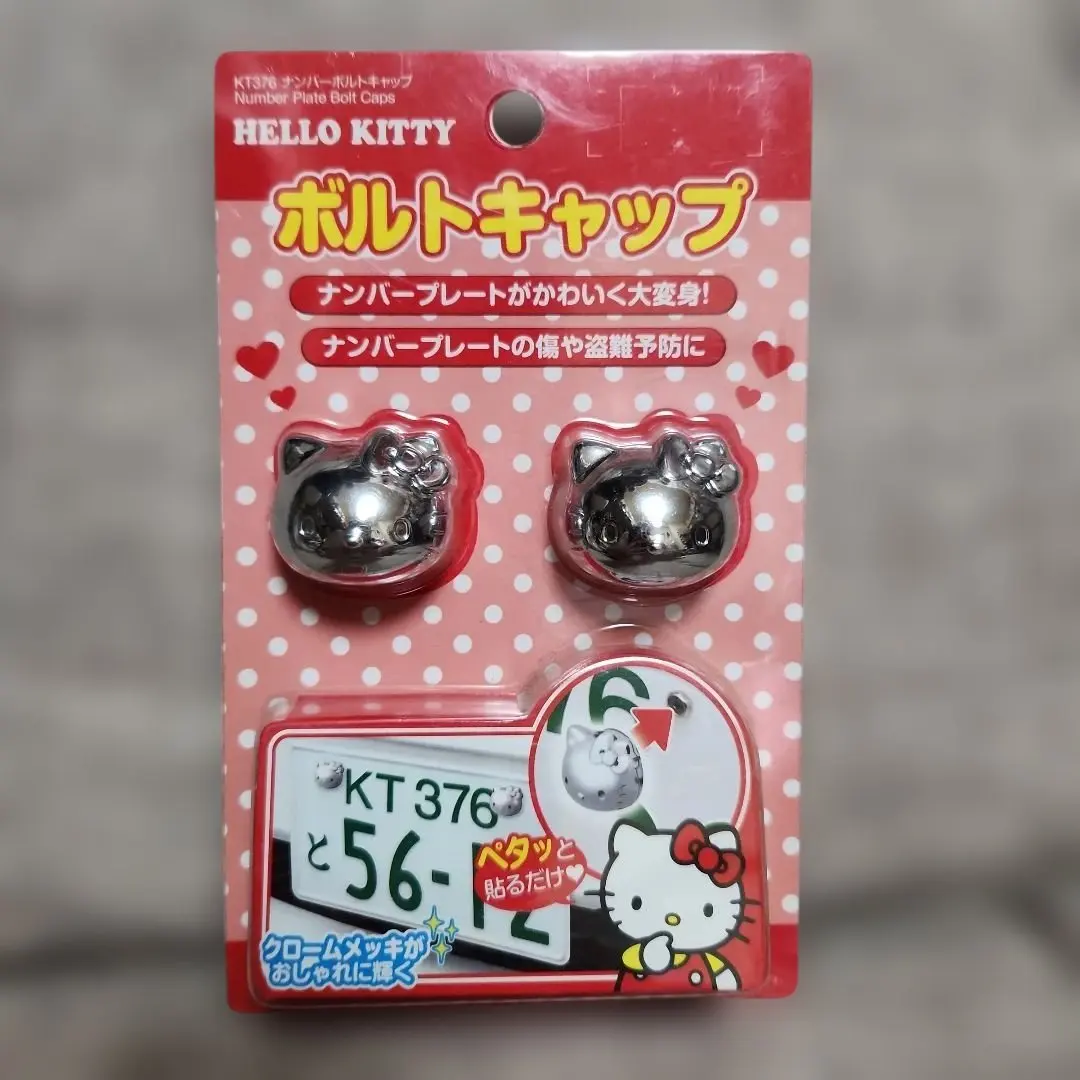 KT376 ナンバーボルトキャップ
Number Plate Bolt Caps
HELLO KITTY
ボルトキャップ
ナンバープレートがかわいく大変身!
ナンバープレートの傷や盗難予防に
16
KT 376
と 56-12
ペタッと
貼るだけ♥
クロームメッキが
おしゃれに輝く